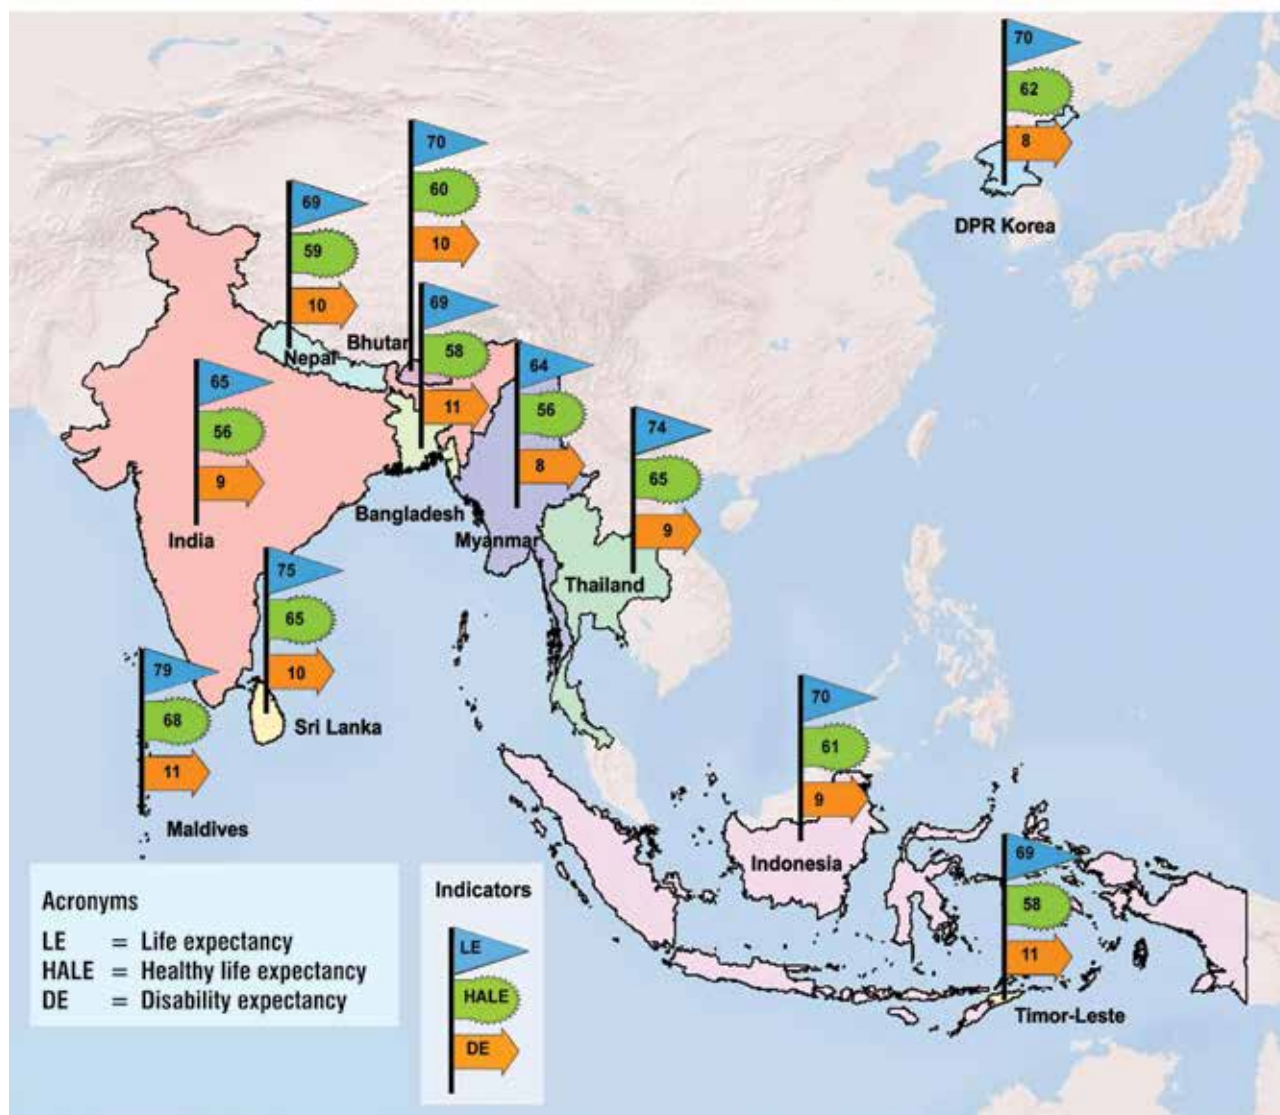 70
62
8
DPR Korea
70
60
10
69
59
10
Bhutan
Nepal
69
58
11
Bangladesh
65
56
9
India
64
56
8
Myanmar
74
65
9
Thailand
75
65
10
Sri Lanka
79
68
11
Maldives
70
61
9
Indonesia
69
58
11
Timor-Leste
Acronyms
LE = Life expectancy
HALE = Healthy life expectancy
DE = Disability expectancy
Indicators
LE
HALE
DE